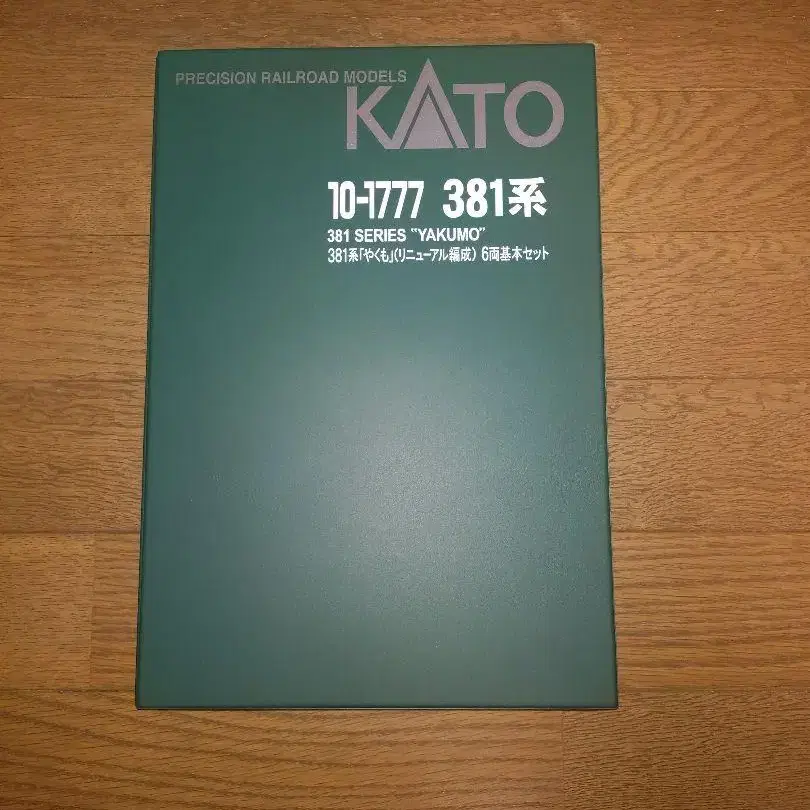 PRECISION RAILROAD MODELS
KATO
10-1777 381系
381 SERIES "YAKUMO"
381系「やくも」(リニューアル編成) 6両基本セット